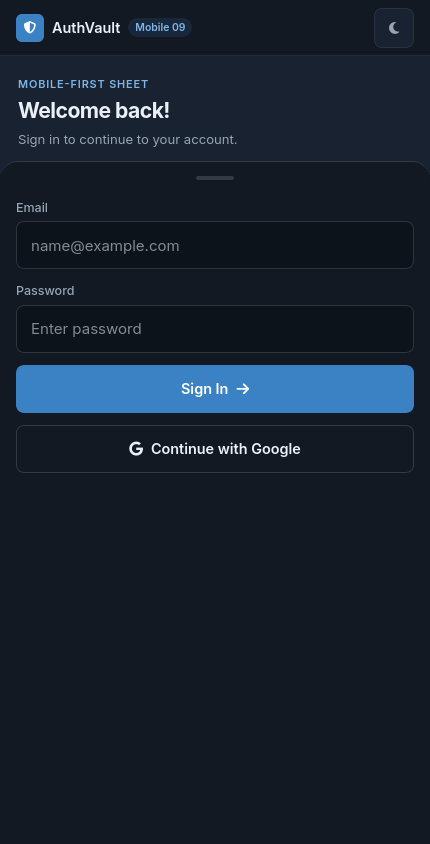 AuthVault Mobile 09
MOBILE-FIRST SHEET
Welcome back!
Sign in to continue to your account.
Email
name@example.com
Password
Enter password
Sign In
Continue with Google